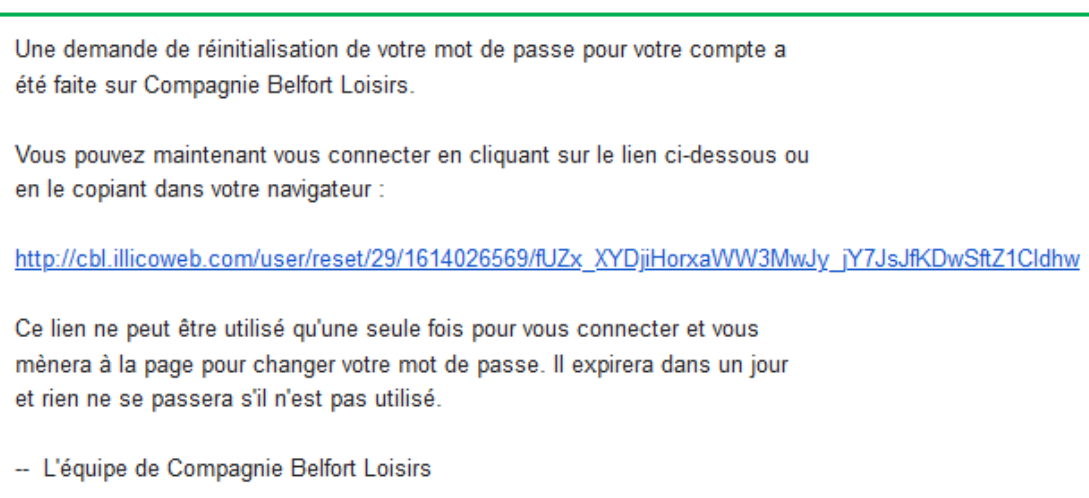 Une demande de réinitialisation de votre mot de passe pour votre compte a
été faite sur Compagnie Belfort Loisirs.
Vous pouvez maintenant vous connecter en cliquant sur le lien ci-dessous ou
en le copiant dans votre navigateur :
http://cbl.illicoweb.com/user/reset/29/1614026569/fUZx_XYDjiHorxaWW3MwJy_jY7JsJfKDwSftZ1CIdhw
Ce lien ne peut être utilisé qu'une seule fois pour vous connecter et vous
mènera à la page pour changer votre mot de passe. Il expirera dans un jour
et rien ne se passera s'il n'est pas utilisé.
-- L'équipe de Compagnie Belfort Loisirs